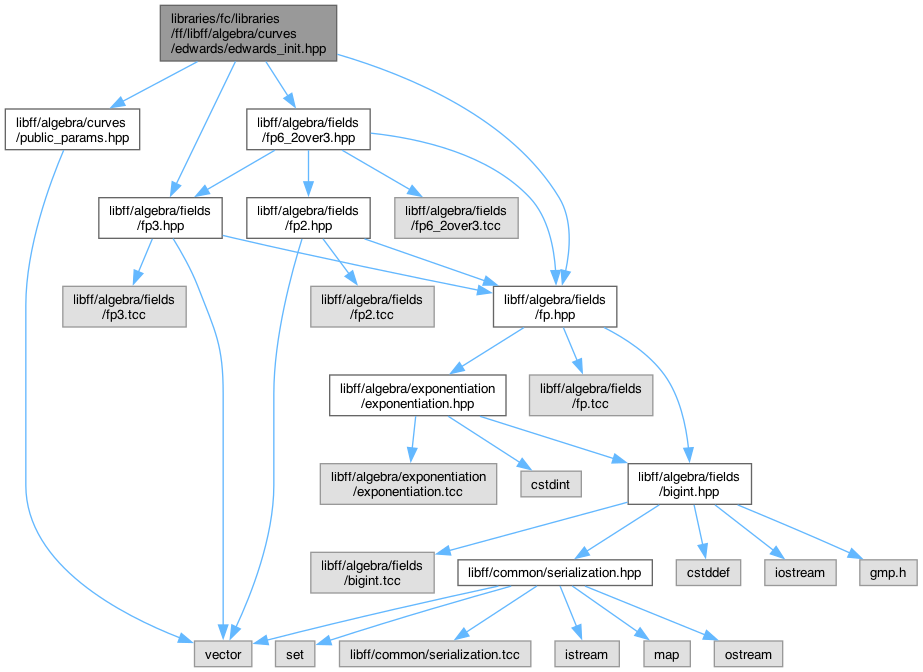 libraries/fc/libraries
/ff/libff/algebra/curves
/edwards/edwards_init.hpp
libff/algebra/curves
/public_params.hpp
libff/algebra/fields
/fp6_2over3.hpp
libff/algebra/fields
/fp3.hpp
libff/algebra/fields
/fp2.hpp
libff/algebra/fields
/fp6_2over3.tcc
libff/algebra/fields
/fp3.tcc
libff/algebra/fields
/fp2.tcc
libff/algebra/fields
/fp.hpp
libff/algebra/exponentiation
/exponentiation.hpp
libff/algebra/fields
/fp.tcc
libff/algebra/exponentiation
/exponentiation.tcc
cstdint
libff/algebra/fields
/bigint.hpp
libff/algebra/fields
/bigint.tcc
libff/common/serialization.hpp
cstddef
iostream
gmp.h
vector
set
libff/common/serialization.tcc
istream
map
ostream